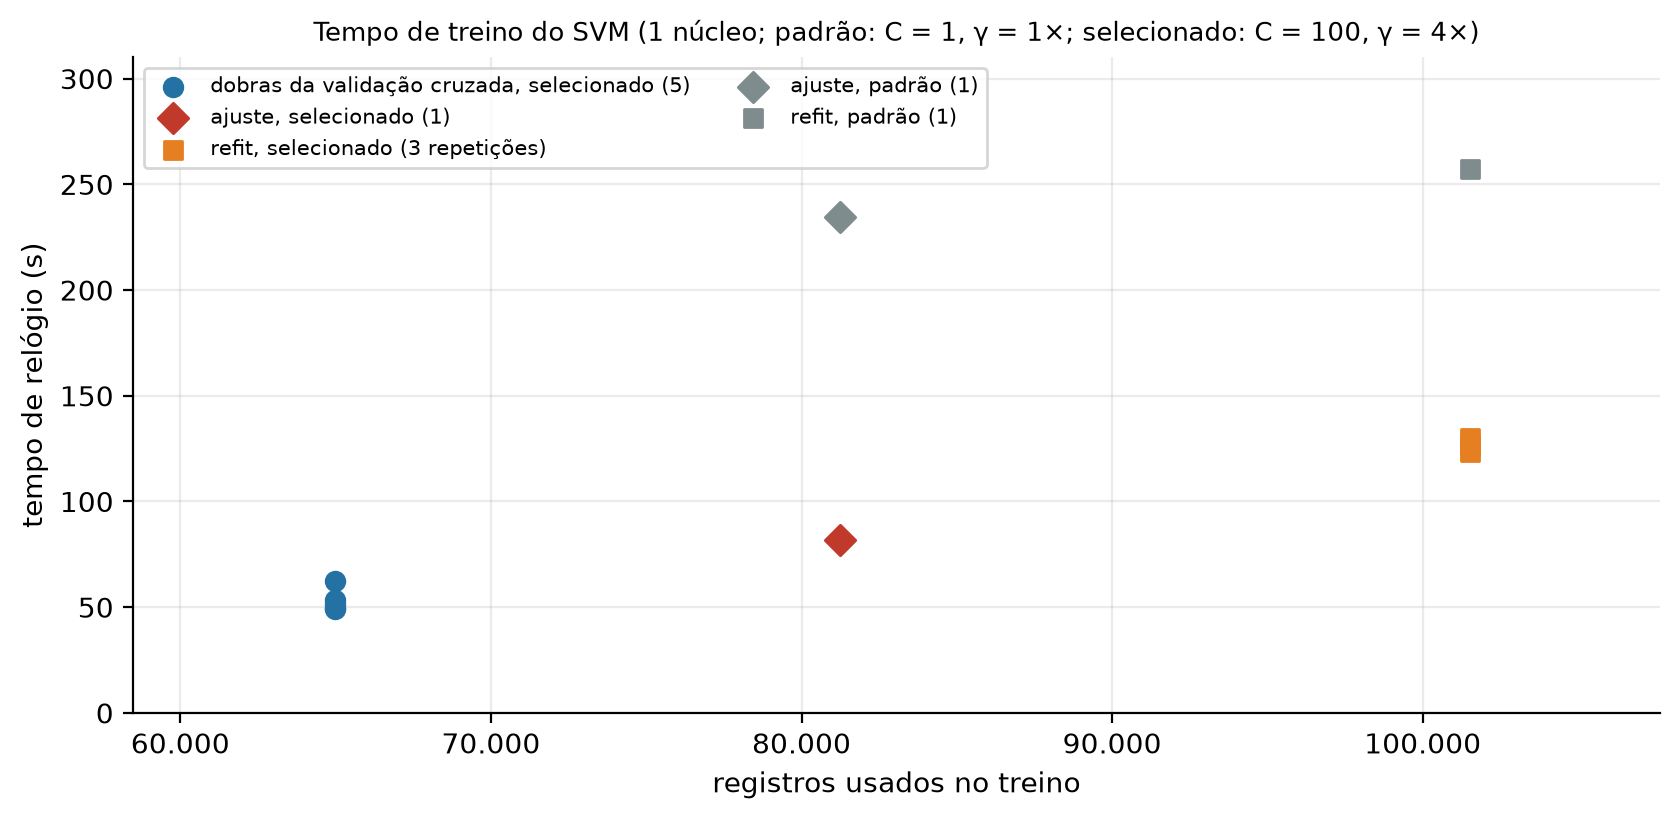 Tempo de treino do SVM (1 núcleo; padrão: C = 1, γ = 1×; selecionado: C = 100, γ = 4×)
dobras da validação cruzada, selecionado (5)
ajuste, selecionado (1)
refit, selecionado (3 repetições)
ajuste, padrão (1)
refit, padrão (1)
tempo de relógio (s)
300
250
200
150
100
50
0
60.000 70.000 80.000 90.000 100.000
registros usados no treino